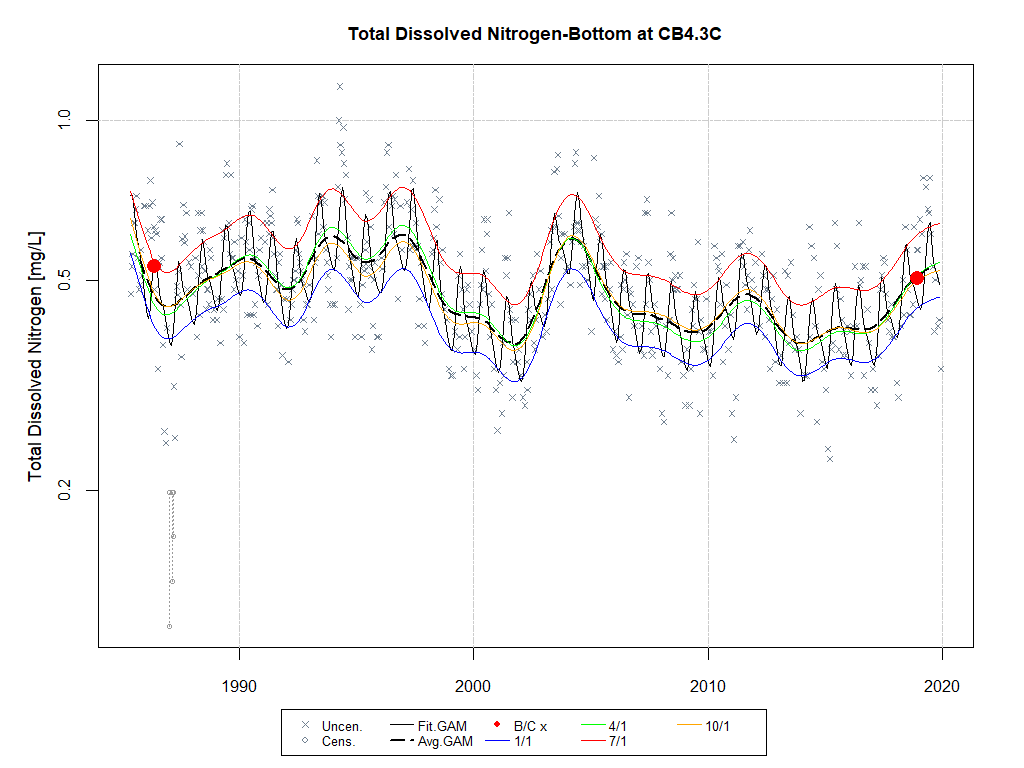 Total Dissolved Nitrogen-Bottom at CB4.3C
Total Dissolved Nitrogen [mg/L]
1.0
0.5
0.2
1990 2000 2010 2020
Uncen. Fit.GAM B/C x 4/1 10/1
Cens. Avg.GAM 1/1 7/1